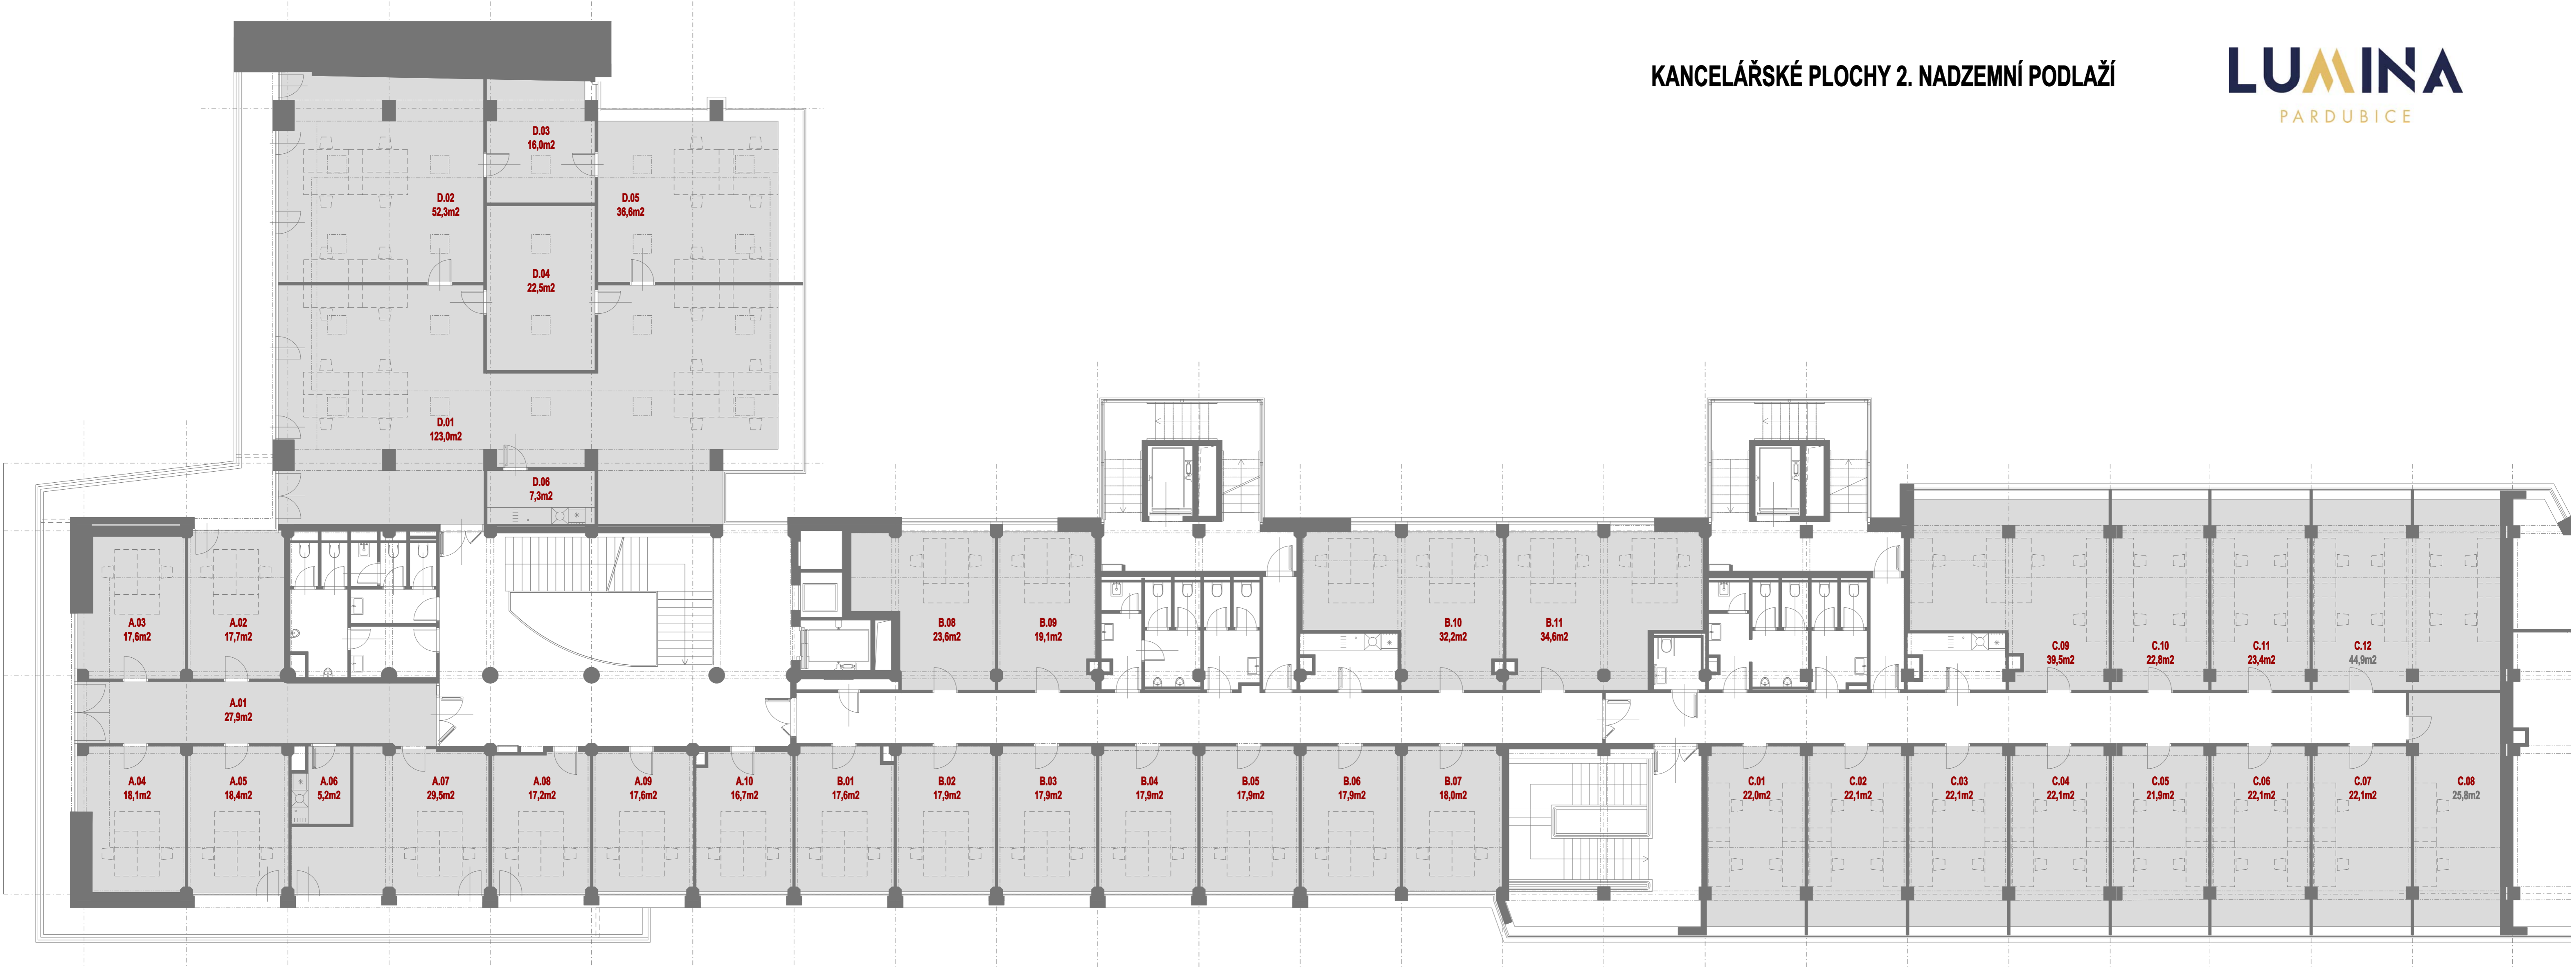 KANCELÁŘSKÉ PLOCHY 2. NADZEMNÍ PODLAŽÍ
LUMINA
PARDUBICE
D.03
16,0m2
D.02
52,3m2
D.05
36,6m2
D.04
22,5m2
D.01
123,0m2
D.06
7,3m2
A.03
17,6m2
A.02
17,7m2
B.08
23,6m2
B.09
19,1m2
B.10
32,2m2
B.11
34,6m2
C.09
39,5m2
C.10
22,8m2
C.11
23,4m2
C.12
44,9m2
A.01
27,9m2
A.04
18,1m2
A.05
18,4m2
A.06
5,2m2
A.07
29,5m2
A.08
17,2m2
A.09
17,6m2
A.10
16,7m2
B.01
17,6m2
B.02
17,9m2
B.03
17,9m2
B.04
17,9m2
B.05
17,9m2
B.06
17,9m2
B.07
18,0m2
C.01
22,0m2
C.02
22,1m2
C.03
22,1m2
C.04
22,1m2
C.05
21,9m2
C.06
22,1m2
C.07
22,1m2
C.08
25,8m2